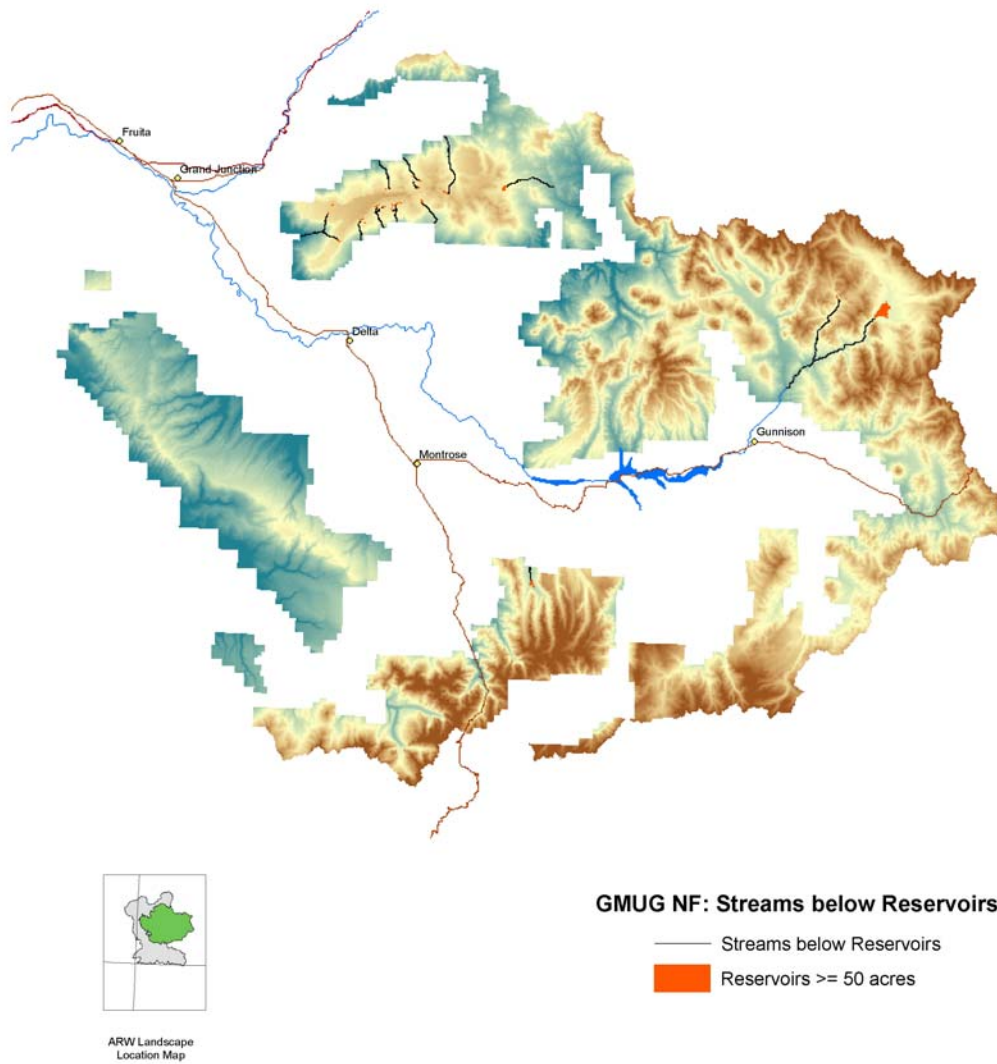 Fruita
Grand Junction
Delta
Montrose
Gunnison
GMUG NF: Streams below Reservoirs
Streams below Reservoirs
Reservoirs >= 50 acres
ARW Landscape
Location Map